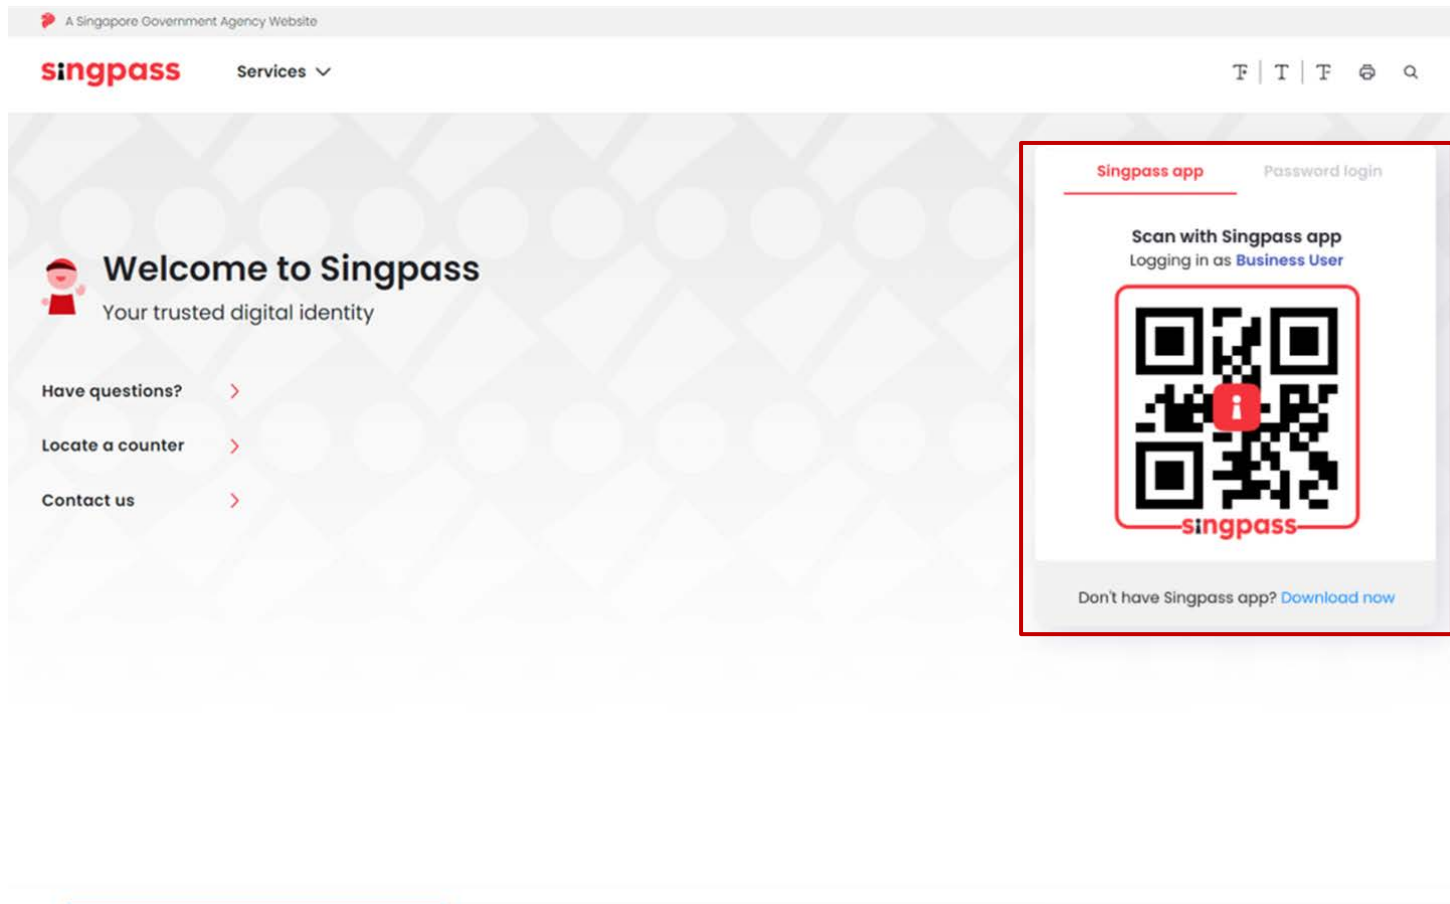 A Singapore Government Agency Website
singpass
Services
T | T | T
Singpass app
Password login
Scan with Singpass app
Logging in as Business User
Welcome to Singpass
Your trusted digital identity
Have questions?
Locate a counter
Contact us
singpass
Don't have Singpass app? Download now